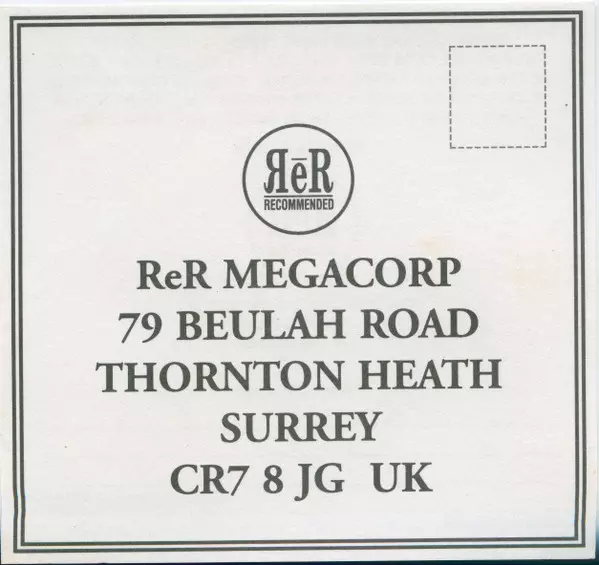 ЯēR
RECOMMENDED
ReR MEGACORP
79 BEULAH ROAD
THORNTON HEATH
SURREY
CR7 8 JG UK